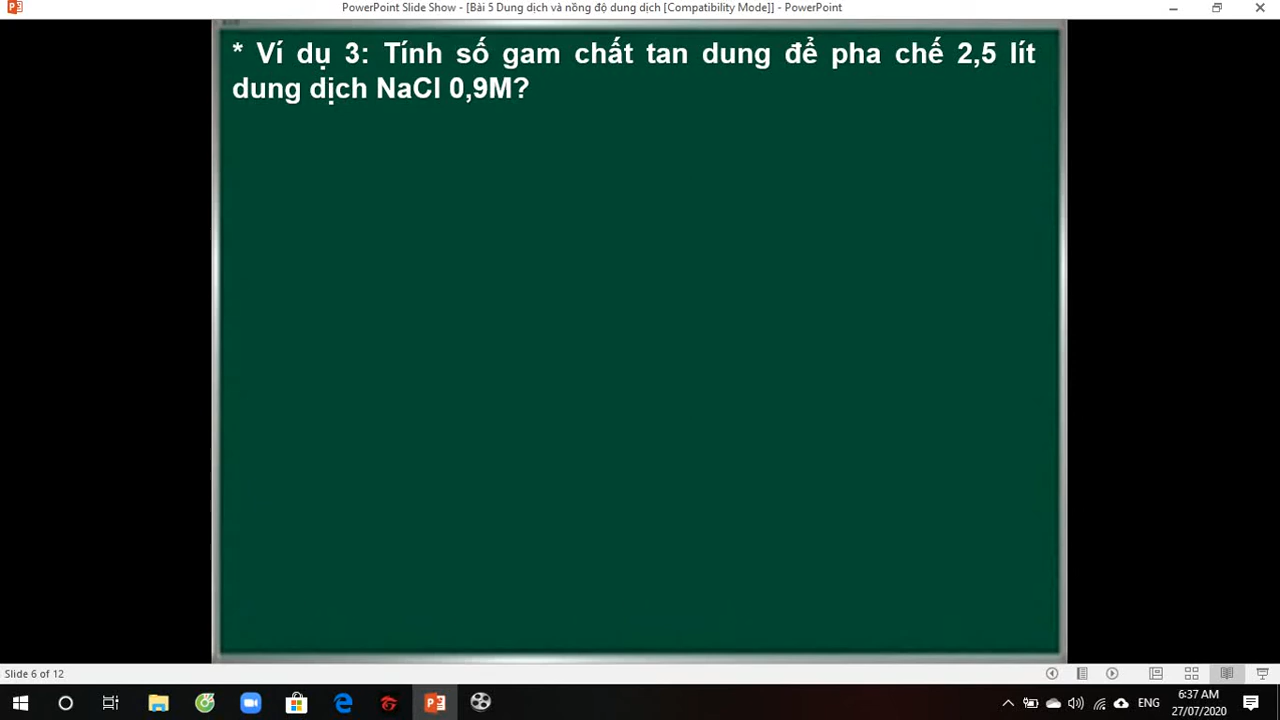 PowerPoint Slide Show - [Bài 5 Dung dịch và nồng độ dung dịch [Compatibility Mode]] - PowerPoint
* Ví dụ 3: Tính số gam chất tan dung để pha chế 2,5 lít
dung dịch NaCl 0,9M?
Slide 6 of 12
ENG
6:37 AM
27/07/2020